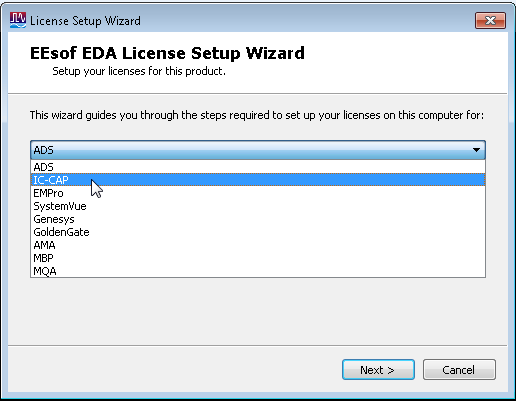 License Setup Wizard
EEsof EDA License Setup Wizard
Setup your licenses for this product.
This wizard guides you through the steps required to set up your licenses on this computer for:
ADS
ADS
IC-CAP
EMPro
SystemVue
Genesys
GoldenGate
AMA
MBP
MQA
Next >
Cancel